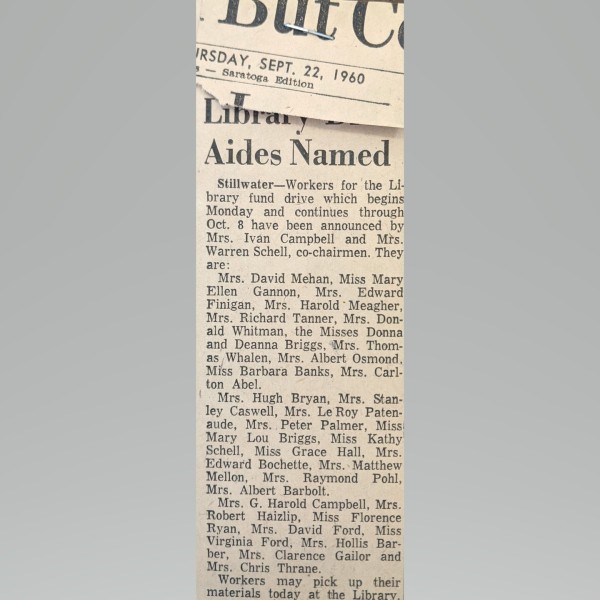 But Co
RSDAY, SEPT. 22, 1960
s — Saratoga Edition
Library
Aides Named
Stillwater—Workers for the Li-
brary fund drive which begins
Monday and continues through
Oct. 8 have been announced by
Mrs. Ivan Campbell and Mrs.
Warren Schell, co-chairmen. They
are:
Mrs. David Mehan, Miss Mary
Ellen Gannon, Mrs. Edward
Finigan, Mrs. Harold Meagher,
Mrs. Richard Tanner, Mrs. Don-
ald Whitman, the Misses Donna
and Deanna Briggs, Mrs. Thom-
as Whalen, Mrs. Albert Osmond,
Miss Barbara Banks, Mrs. Carl-
ton Abel.
Mrs. Hugh Bryan, Mrs. Stan-
ley Caswell, Mrs. Le Roy Paten-
aude, Mrs. Peter Palmer, Miss
Mary Lou Briggs, Miss Kathy
Schell, Miss Grace Hall, Mrs.
Edward Bochette, Mrs. Matthew
Mellon, Mrs. Raymond Pohl,
Mrs. Albert Barbolt.
Mrs. G. Harold Campbell, Mrs.
Robert Haizlip, Miss Florence
Ryan, Mrs. David Ford, Miss
Virginia Ford, Mrs. Hollis Bar-
ber, Mrs. Clarence Gailor and
Mrs. Chris Thrane.
Workers may pick up their
materials today at the Library.